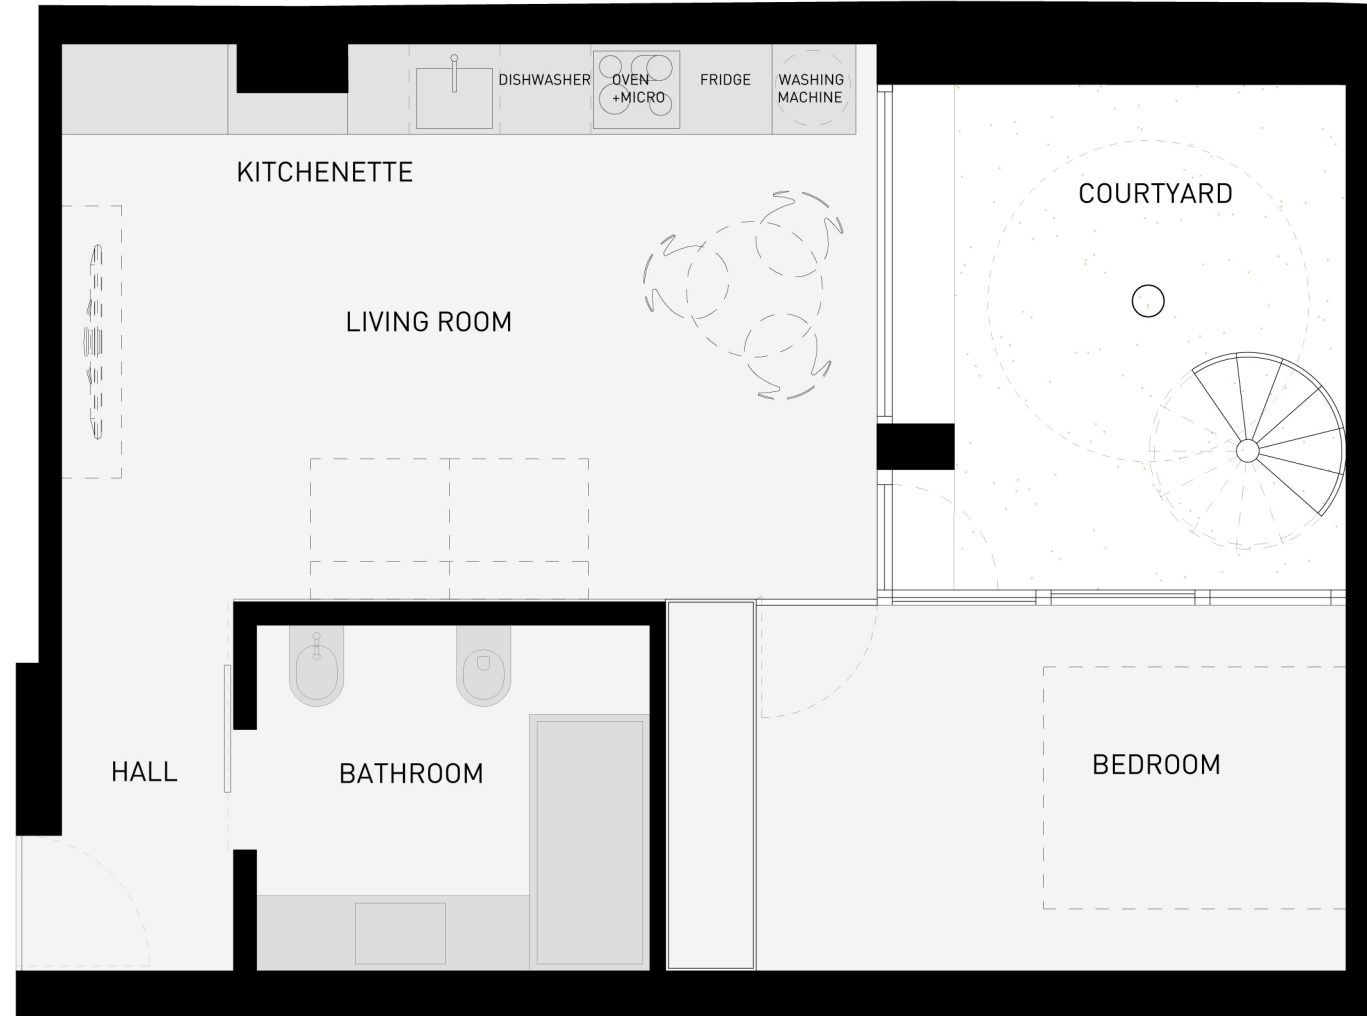 DISHWASHER
OVEN
+MICRO
FRIDGE
WASHING
MACHINE
KITCHENETTE
COURTYARD
LIVING ROOM
HALL
BATHROOM
BEDROOM